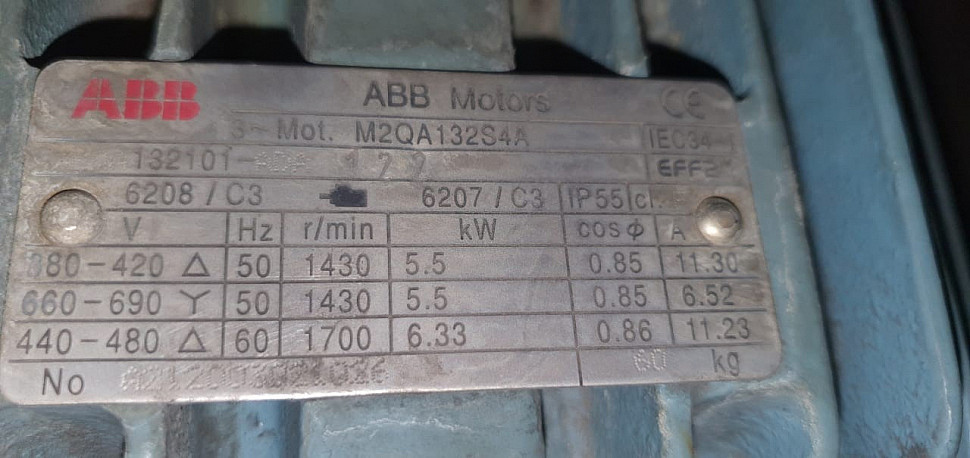 ABB ABB Motors CE
3~Mot. M2QA132S4A IEC34
132101- EFF2
6208 / C3 6207 / C3 IP55 cl.
V Hz r/min kW cosϕ A
380-420 Δ 50 1430 5.5 0.85 11.30
660-690 Y 50 1430 5.5 0.85 6.52
440-480 Δ 60 1700 6.33 0.86 11.23
No 60 kg